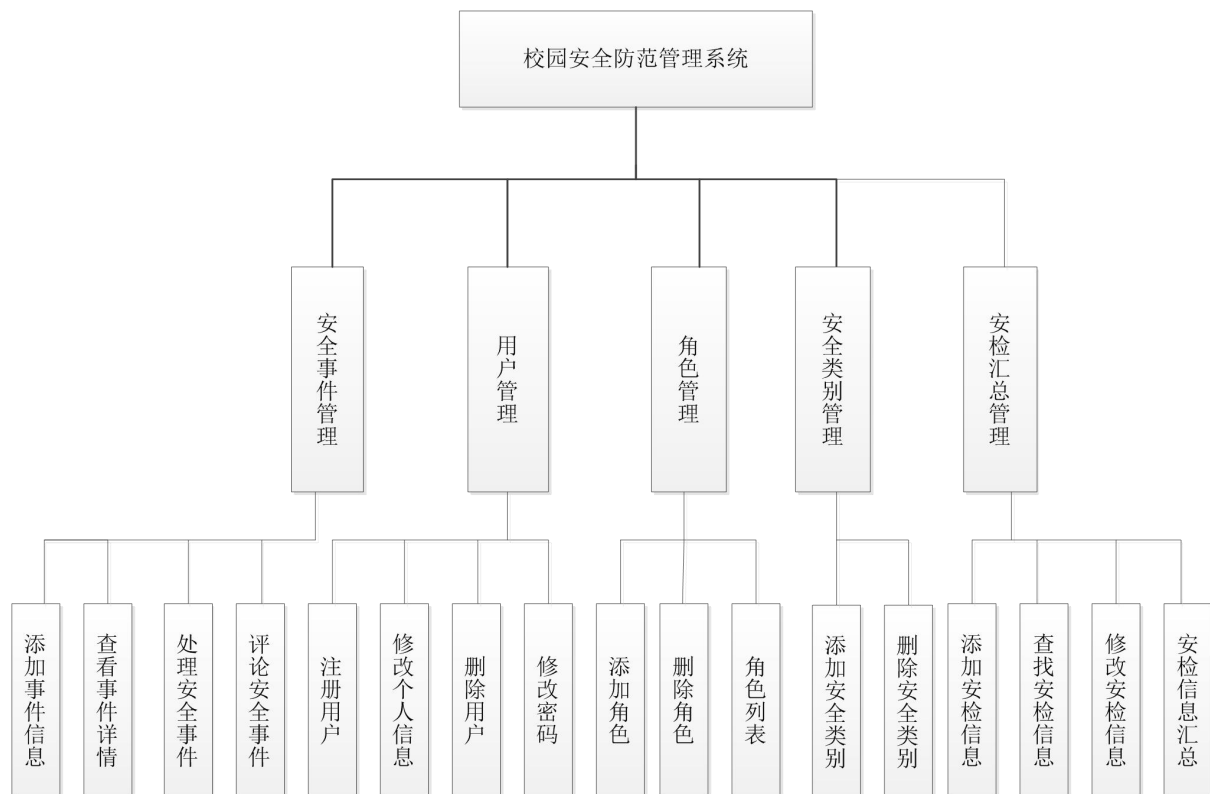 校园安全防范管理系统
安全事件管理
用户管理
角色管理
安全类别管理
安检汇总管理
添加事件信息
查看事件详情
处理安全事件
评论安全事件
注册用户
修改个人信息
删除用户
修改密码
添加角色
删除角色
角色列表
添加安全类别
删除安全类别
添加安检信息
查找安检信息
修改安检信息
安检信息汇总